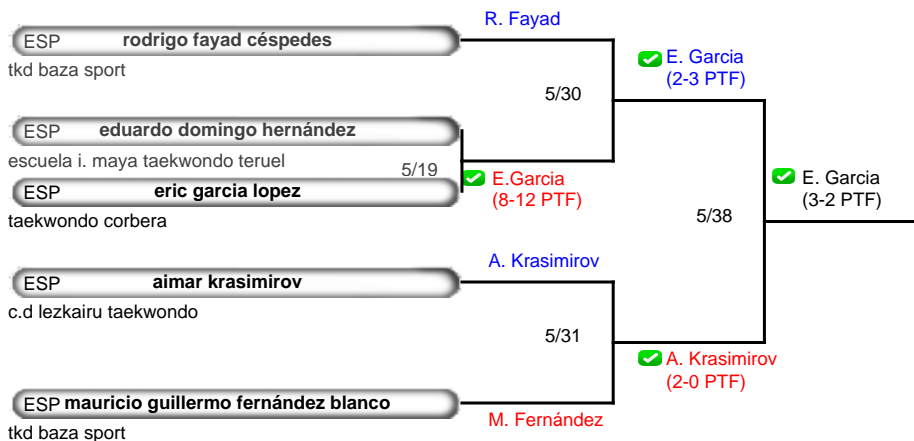 R. Fayad
ESP rodrigo fayad céspedes
tkd baza sport
E. Garcia
(2-3 PTF)
5/30
ESP eduardo domingo hernández
escuela i. maya taekwondo teruel
5/19
ESP eric garcia lopez
taekwondo corbera
E.Garcia
(8-12 PTF)
E. Garcia
(3-2 PTF)
5/38
A. Krasimirov
ESP aimar krasimirov
c.d lezkairu taekwondo
5/31
A. Krasimirov
(2-0 PTF)
ESP mauricio guillermo fernández blanco
tkd baza sport
M. Fernández